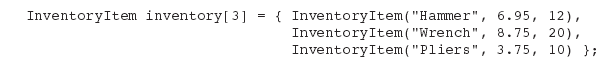 InventoryItem inventory[3] = { InventoryItem("Hammer", 6.95, 12),
InventoryItem("Wrench", 8.75, 20),
InventoryItem("Pliers", 3.75, 10) };